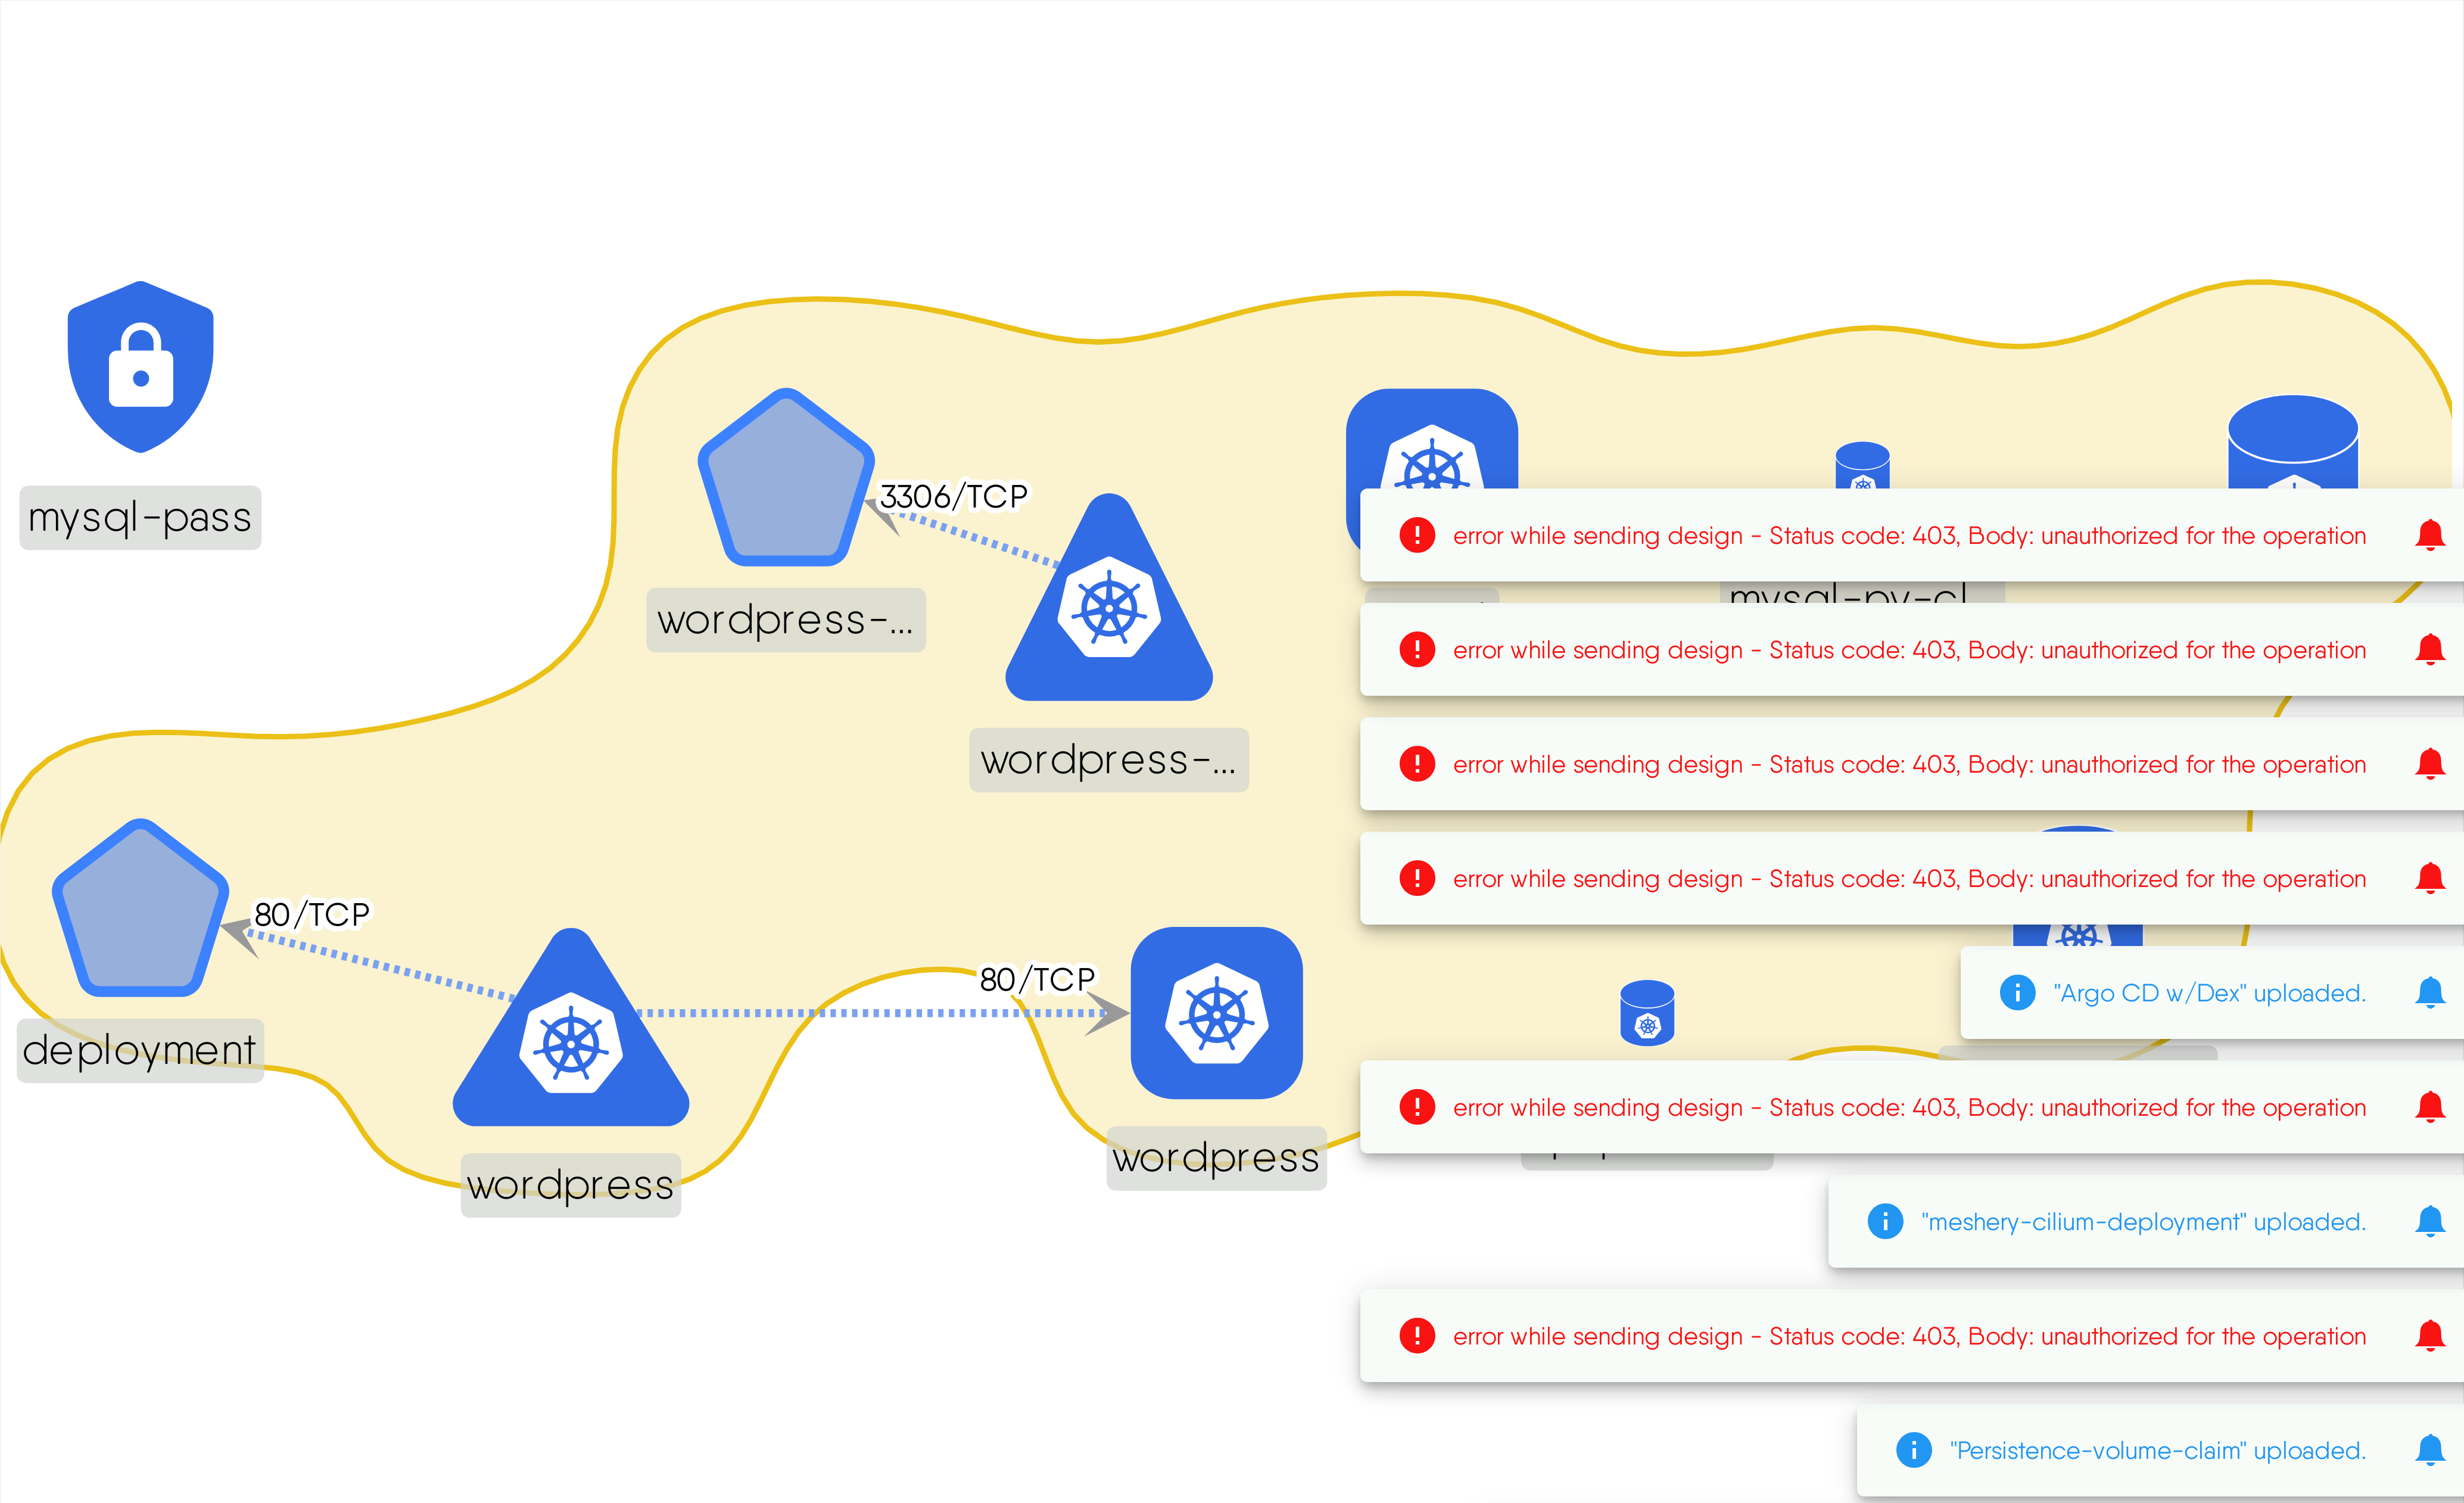 mysql-pass
3306/TCP
wordpress-...
wordpress-...
80/TCP
deployment
80/TCP
wordpress
wordpress
error while sending design - Status code: 403, Body: unauthorized for the operation
mysql-pv-cl...
error while sending design - Status code: 403, Body: unauthorized for the operation
error while sending design - Status code: 403, Body: unauthorized for the operation
error while sending design - Status code: 403, Body: unauthorized for the operation
"Argo CD w/Dex" uploaded.
error while sending design - Status code: 403, Body: unauthorized for the operation
"meshery-cilium-deployment" uploaded.
error while sending design - Status code: 403, Body: unauthorized for the operation
"Persistence-volume-claim" uploaded.